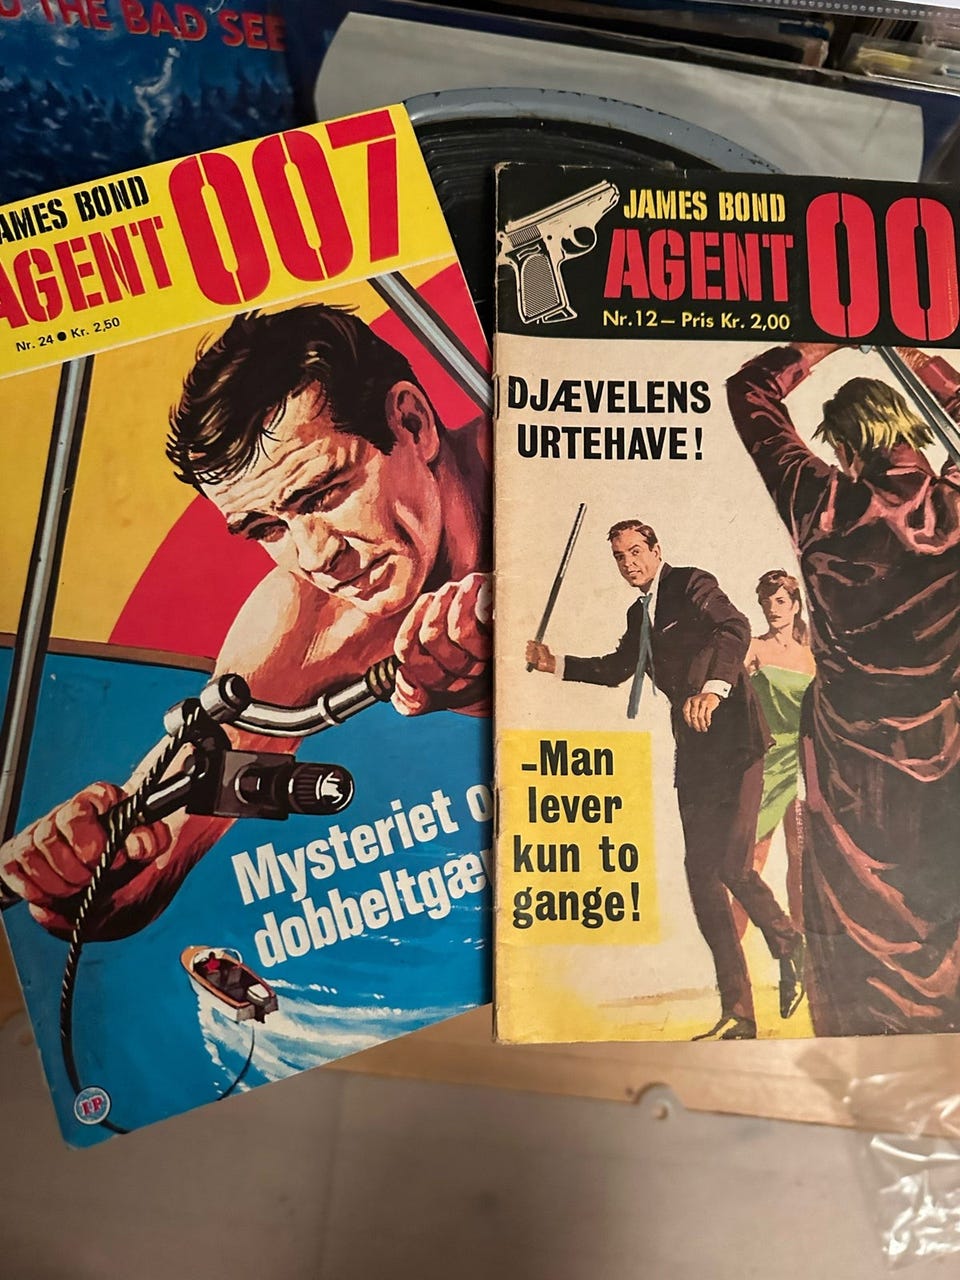 THE BAD SEE
JAMES BOND
AGENT 007
Nr. 24 ● Kr. 2,50
Mysteriet o
dobbeltgæ
FP
JAMES BOND
AGENT 00
Nr.12 – Pris Kr. 2,00
DJÆVELENS
URTEHAVE!
–Man
lever
kun to
gange!